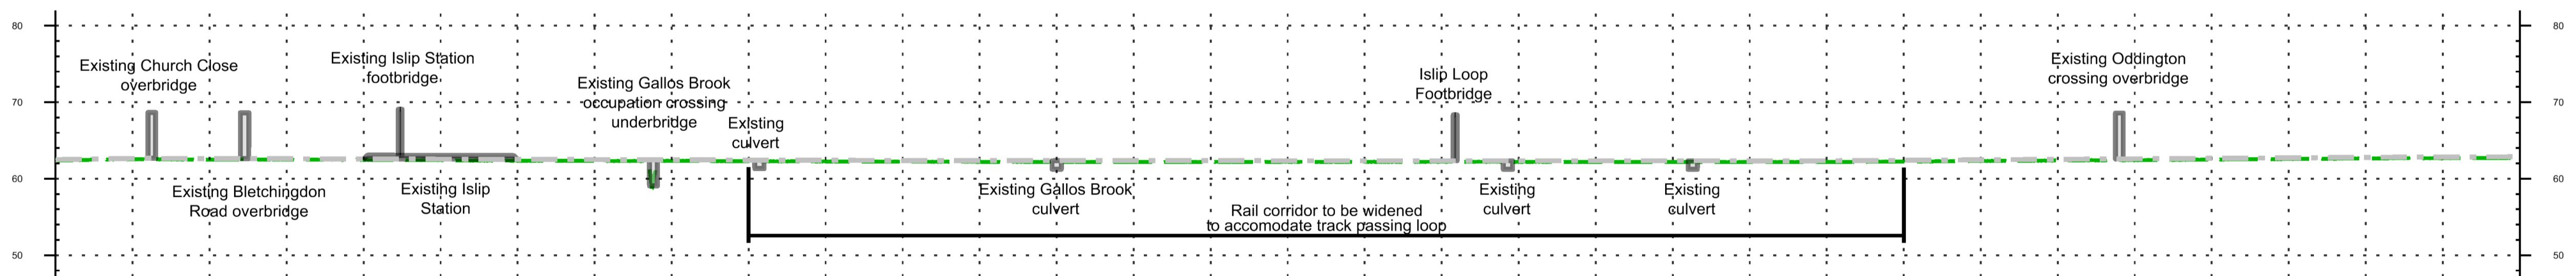 80
80
Existing Church Close
overbridge
Existing Islip Station
footbridge
Existing Gallos Brook
occupation crossing
underbridge
Existing
culvert
Islip Loop
Footbridge
Existing Oddington
crossing overbridge
70
70
60
60
Existing Bletchingdon
Road overbridge
Existing Islip
Station
Existing Gallos Brook
culvert
Existing
culvert
Existing
culvert
Rail corridor to be widened
to accomodate track passing loop
50
50